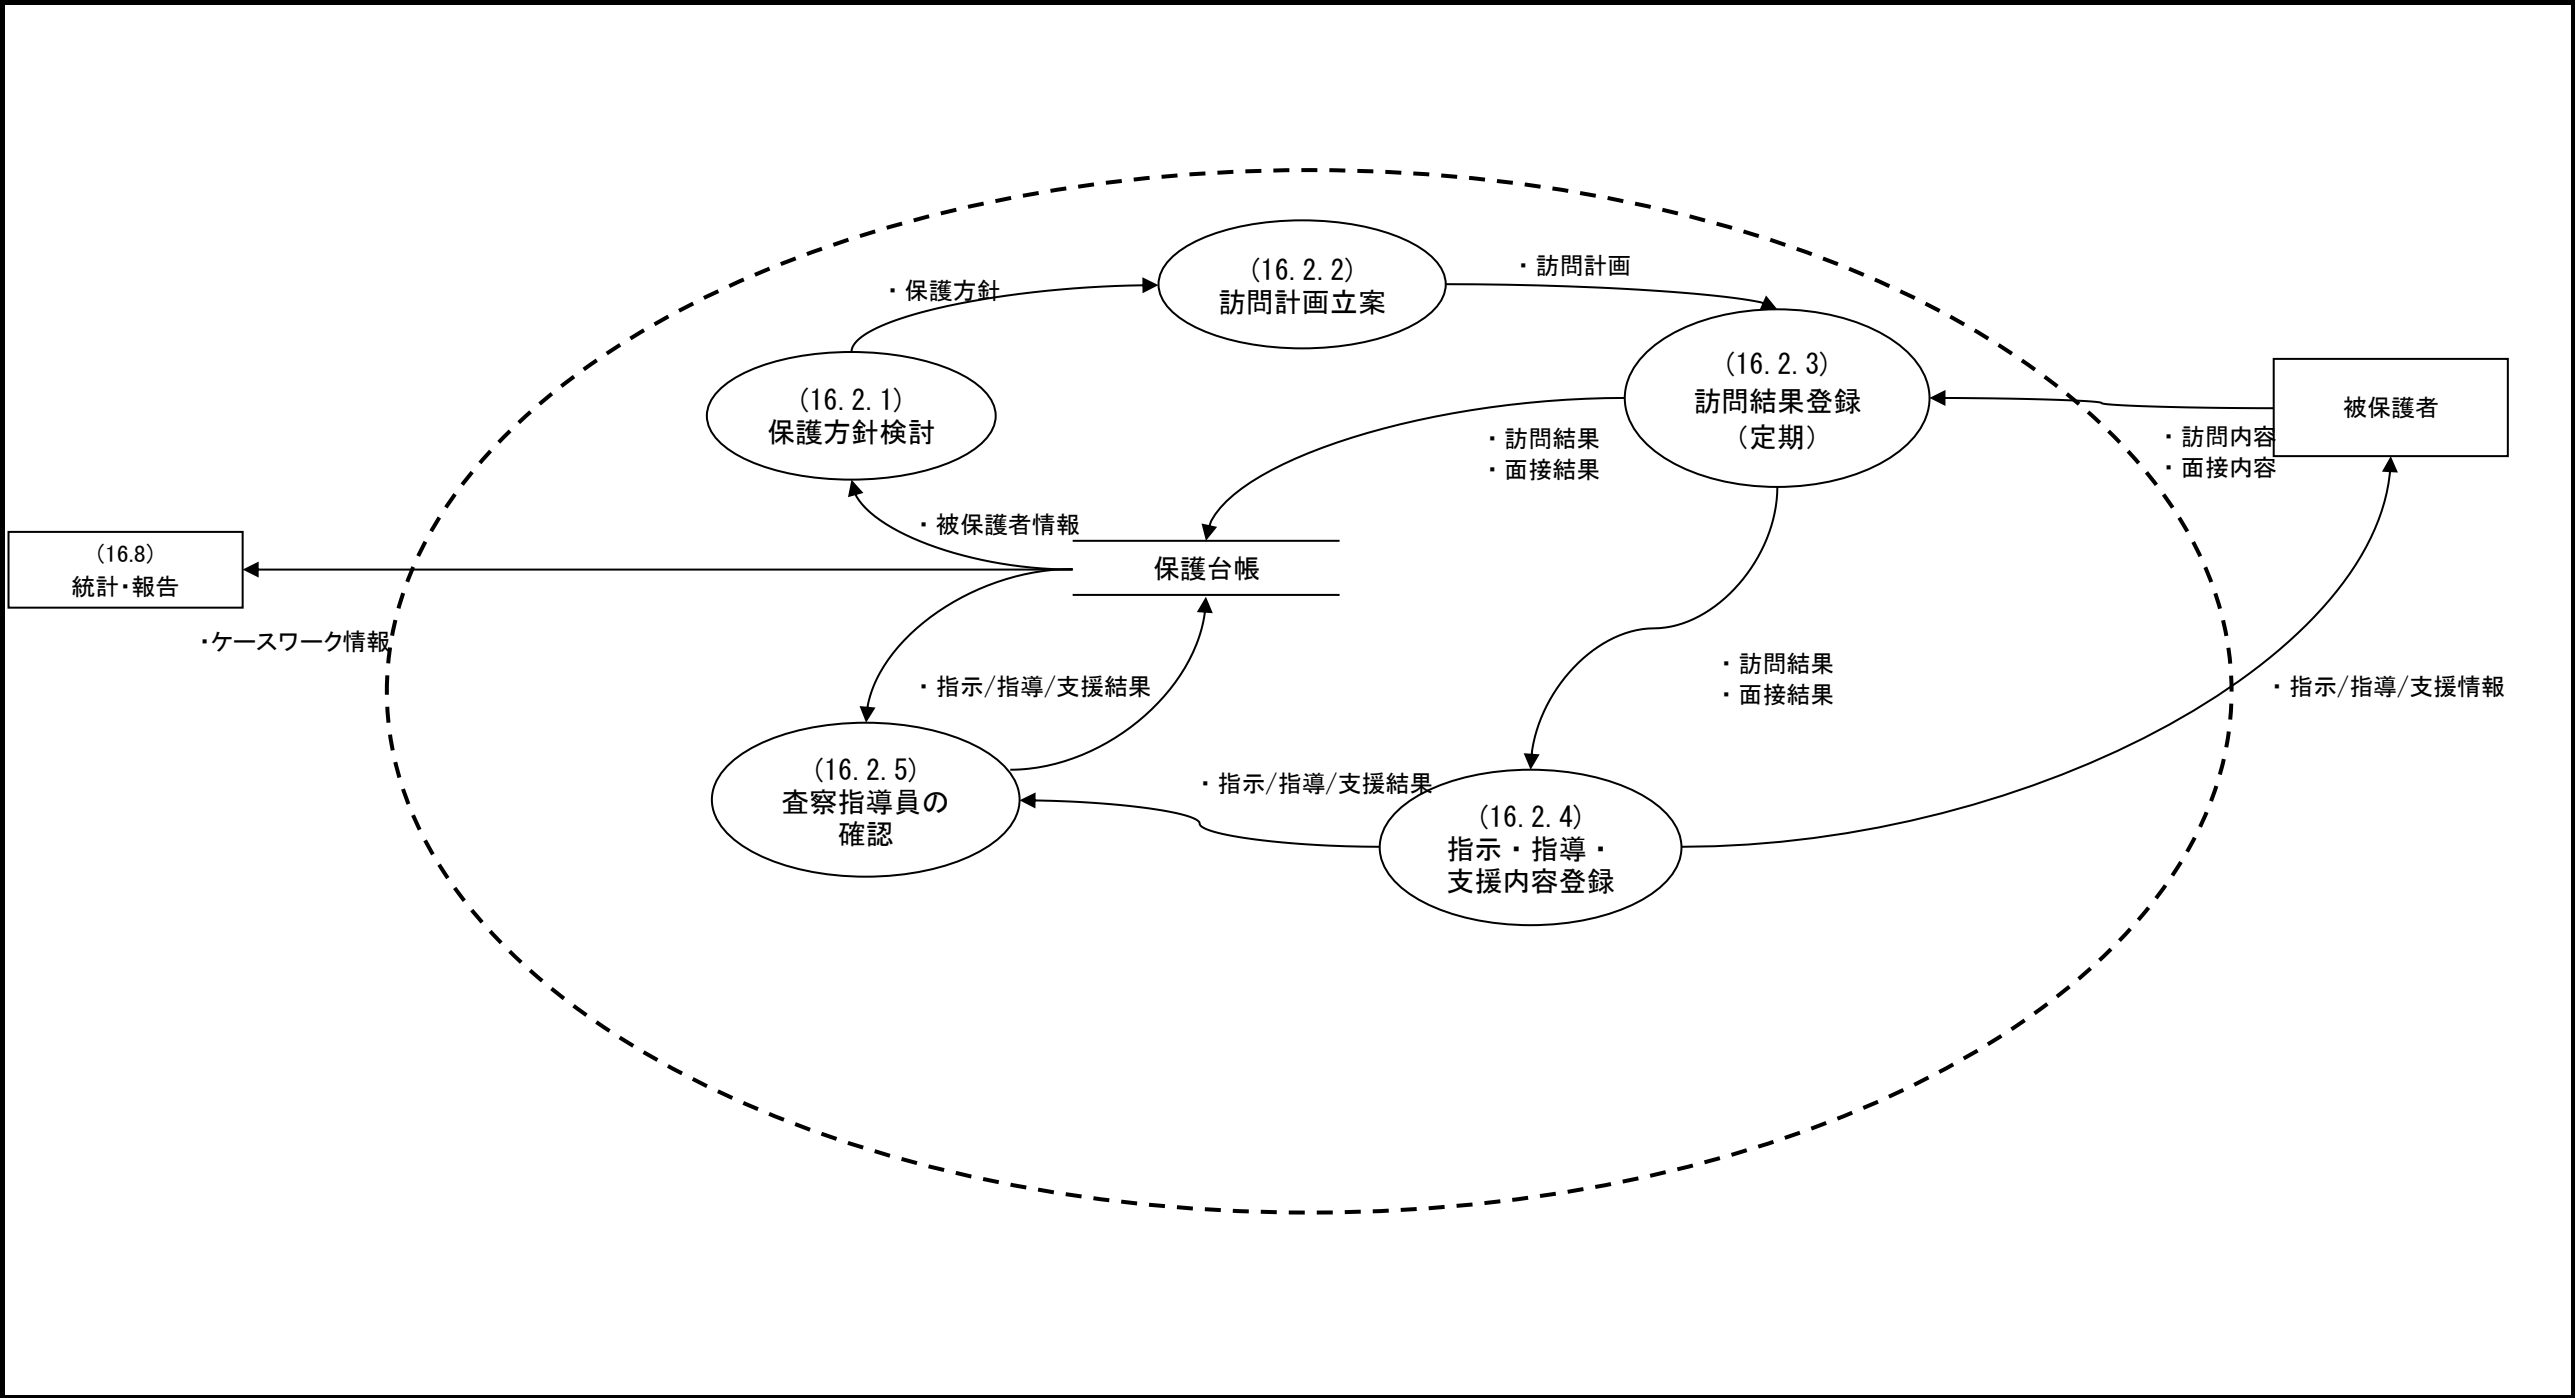 (16.2.2)
訪問計画立案
・訪問計画
・保護方針
(16.2.1)
保護方針検討
(16.2.3)
訪問結果登録
（定期）
被保護者
・訪問内容
・面接内容
・訪問結果
・面接結果
・被保護者情報
(16.8)
統計・報告
保護台帳
・ケースワーク情報
・指示/指導/支援結果
・訪問結果
・面接結果
・指示/指導/支援情報
(16.2.5)
査察指導員の
確認
・指示/指導/支援結果
(16.2.4)
指示・指導・
支援内容登録